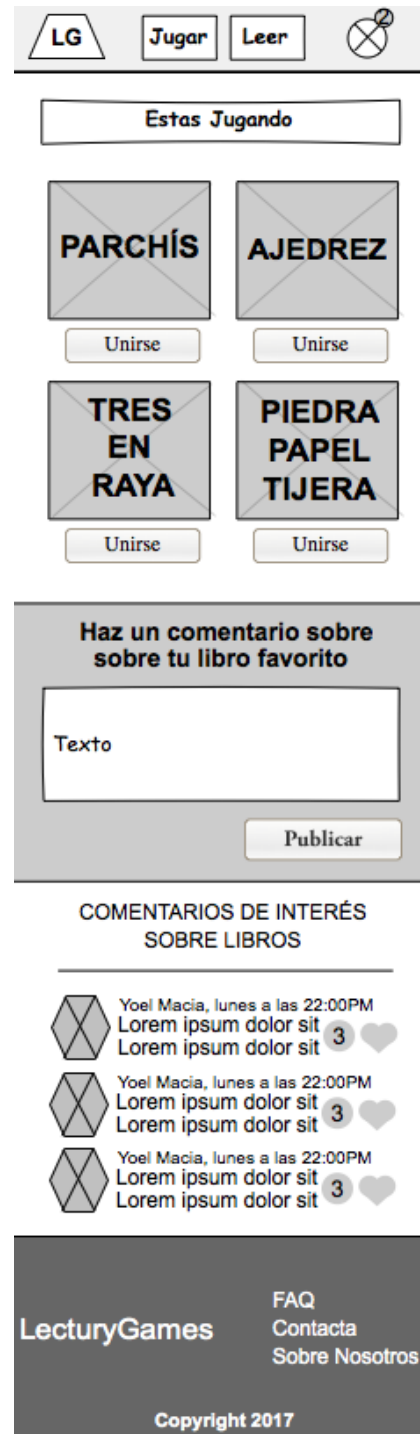 LG
Jugar
Leer
2
Estas Jugando
PARCHÍS
AJEDREZ
Unirse
Unirse
TRES
EN
RAYA
PIEDRA
PAPEL
TIJERA
Unirse
Unirse
Haz un comentario sobre
sobre tu libro favorito
Texto
Publicar
COMENTARIOS DE INTERÉS
SOBRE LIBROS
Yoel Macia, lunes a las 22:00PM
Lorem ipsum dolor sit
Lorem ipsum dolor sit
3
Yoel Macia, lunes a las 22:00PM
Lorem ipsum dolor sit
Lorem ipsum dolor sit
3
Yoel Macia, lunes a las 22:00PM
Lorem ipsum dolor sit
Lorem ipsum dolor sit
3
LecturyGames
FAQ
Contacta
Sobre Nosotros
Copyright 2017